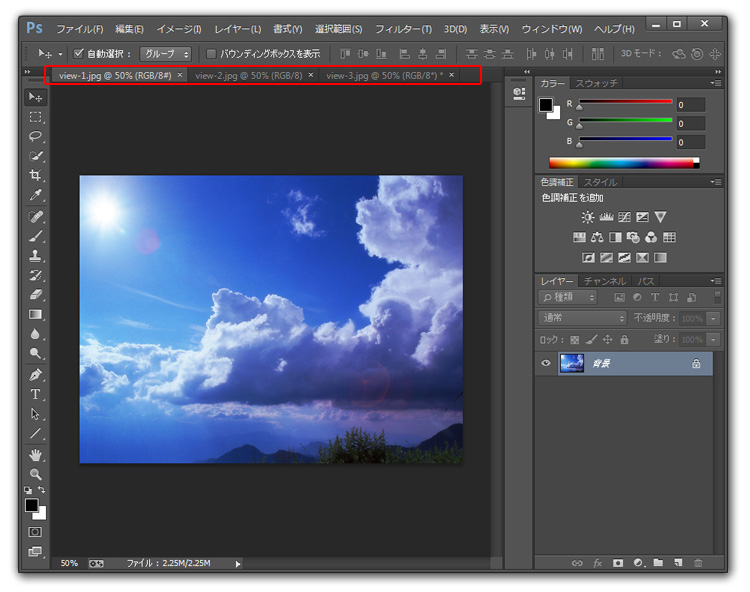 Ps ファイル(F) 編集(E) イメージ(I) レイヤー(L) 書式(Y) 選択範囲(S) フィルター(T) 3D(D) 表示(V) ウィンドウ(W) ヘルプ(H)
自動選択： グループ バウンディングボックスを表示 3D モード：
view-1.jpg @ 50% (RGB/8#) × view-2.jpg @ 50% (RGB/8) × view-3.jpg @ 50% (RGB/8*) * ×
カラー スウォッチ
R 0
G 0
B 0
色調補正 スタイル
色調補正を追加
レイヤー チャンネル パス
種類
通常 不透明度： 100%
ロック： 塗り： 100%
背景
50% ファイル：2.25M/2.25M
fx